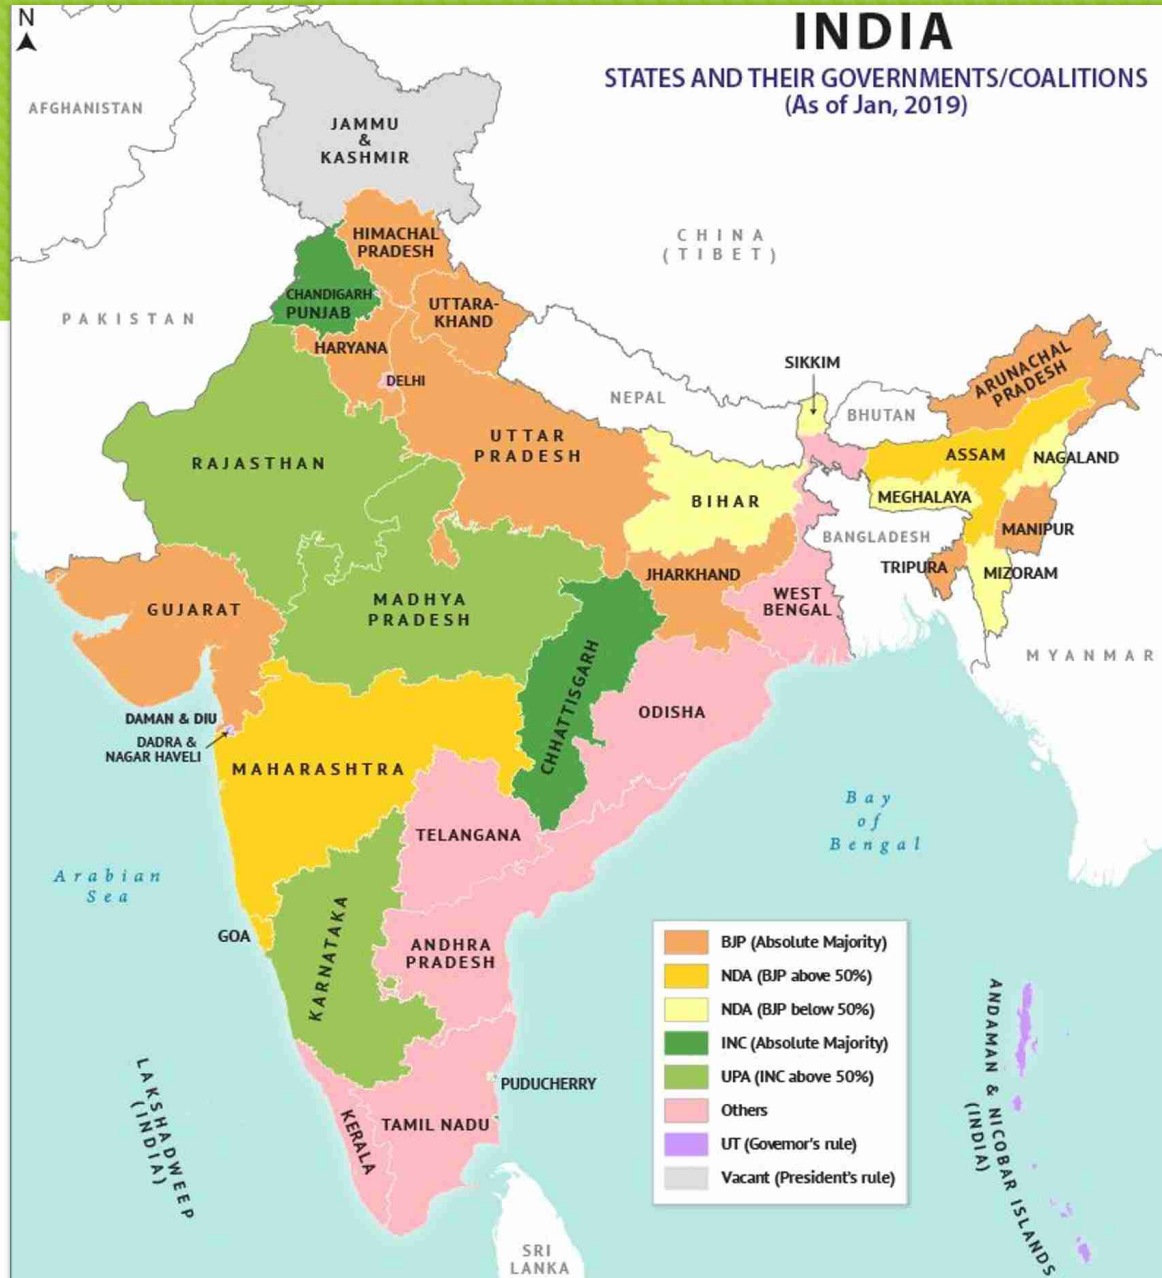 N
INDIA
STATES AND THEIR GOVERNMENTS/COALITIONS
(As of Jan, 2019)
AFGHANISTAN
JAMMU
&
KASHMIR
HIMACHAL
PRADESH
CHINA
(TIBET)
CHANDIGARH
PUNJAB
UTTARA-
KHAND
PAKISTAN
HARYANA
DELHI
SIKKIM
ARUNACHAL
PRADESH
NEPAL
BHUTAN
UTTAR
PRADESH
RAJASTHAN
ASSAM
NAGALAND
BIHAR
MEGHALAYA
BANGLADESH
MANIPUR
TRIPURA
MIZORAM
JHARKHAND
WEST
BENGAL
GUJARAT
MADHYA
PRADESH
MYANMAR
CHHATTISGARH
ODISHA
DAMAN & DIU
DADRA &
NAGAR HAVELI
MAHARASHTRA
TELANGANA
Bay
of
Bengal
Arabian
Sea
GOA
KARNATAKA
ANDHRA
PRADESH
BJP (Absolute Majority)
NDA (BJP above 50%)
NDA (BJP below 50%)
INC (Absolute Majority)
UPA (INC above 50%)
Others
UT (Governor's rule)
Vacant (President's rule)
ANDAMAN & NICOBAR ISLANDS
(INDIA)
LAKSHADWEEP
(INDIA)
PUDUCHERRY
KERALA
TAMIL NADU
SRI
LANKA